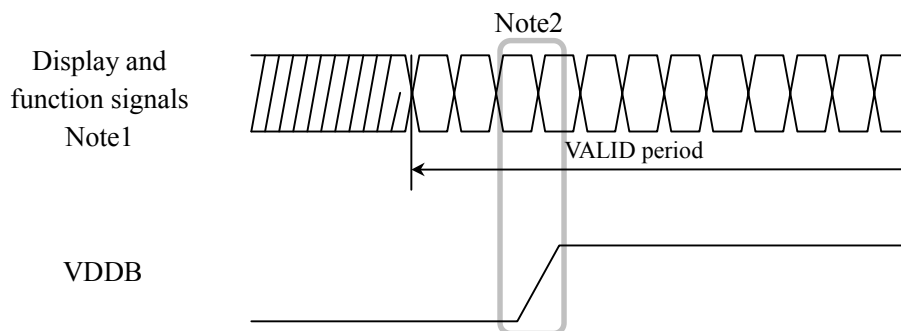 Note2
Display and
function signals
Note1
VALID period
VDDB